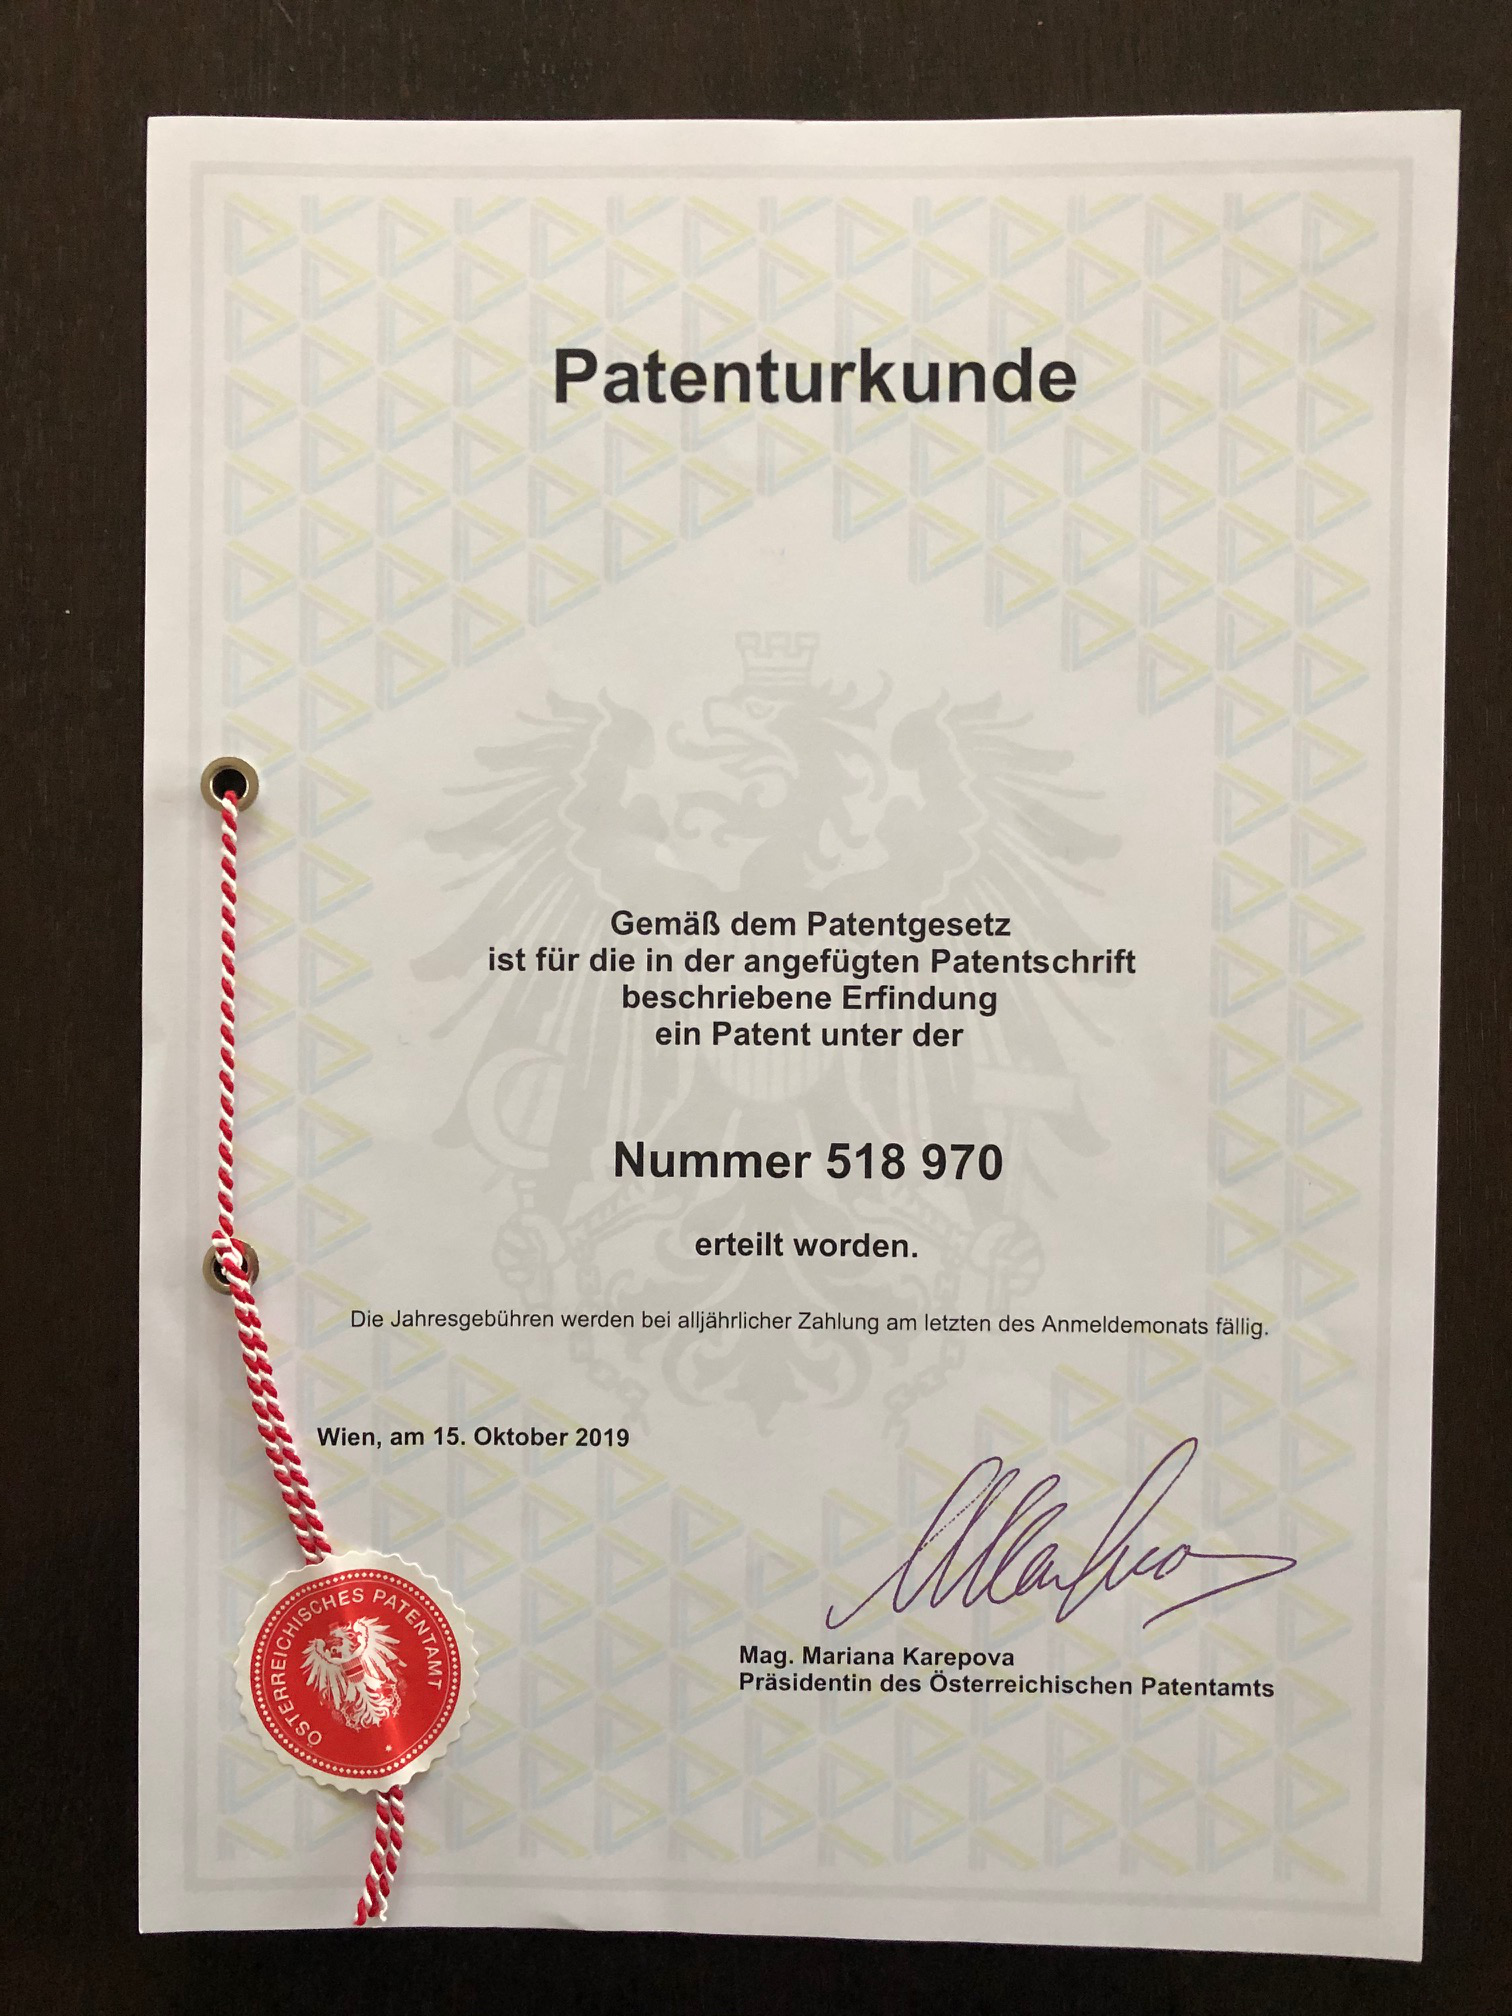 Patenturkunde
Gemäß dem Patentgesetz
ist für die in der angefügten Patentschrift
beschriebene Erfindung
ein Patent unter der
Nummer 518 970
erteilt worden.
Die Jahresgebühren werden bei alljährlicher Zahlung am letzten des Anmeldemonats fällig.
Wien, am 15. Oktober 2019
Mag. Mariana Karepova
Präsidentin des Österreichischen Patentamts
ÖSTERREICHISCHES PATENTAMT